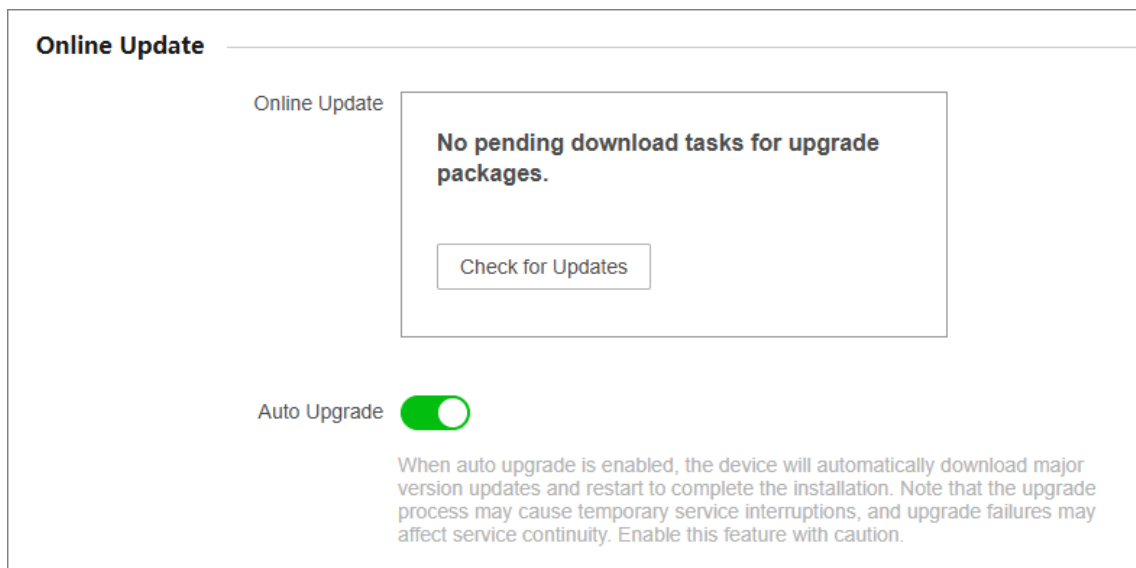 Online Update
Online Update
No pending download tasks for upgrade
packages.
Check for Updates
Auto Upgrade
When auto upgrade is enabled, the device will automatically download major
version updates and restart to complete the installation. Note that the upgrade
process may cause temporary service interruptions, and upgrade failures may
affect service continuity. Enable this feature with caution.